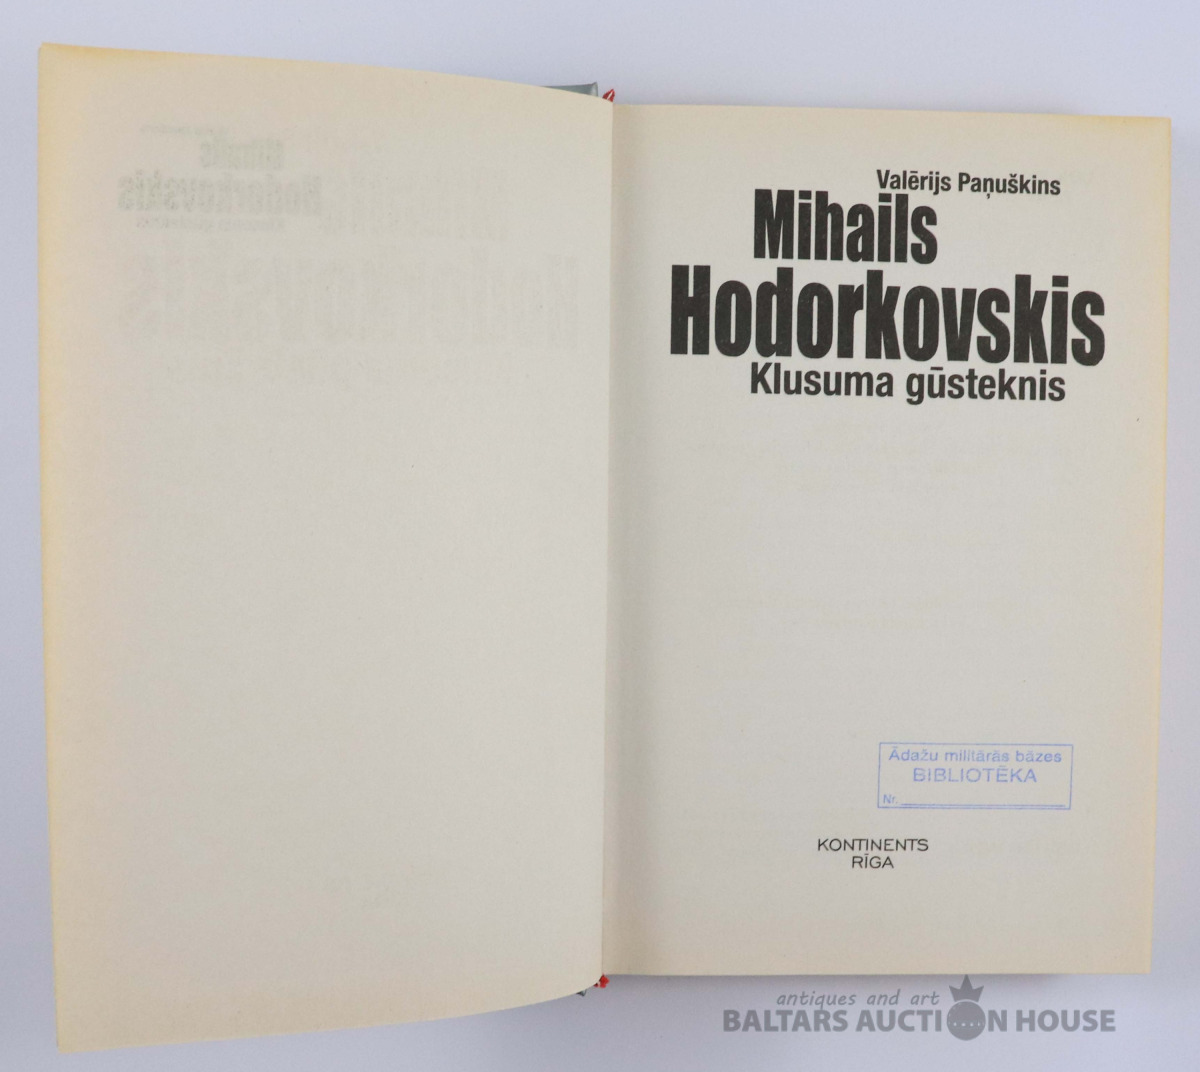 Valērijs Paņuškins
Mihails
Hodorkovskis
Klusuma gūsteknis
Ādažu militārās bāzes
BIBLIOTĒKA
Nr.
KONTINENTS
RĪGA
antiques and art
BALTARS AUCTION HOUSE